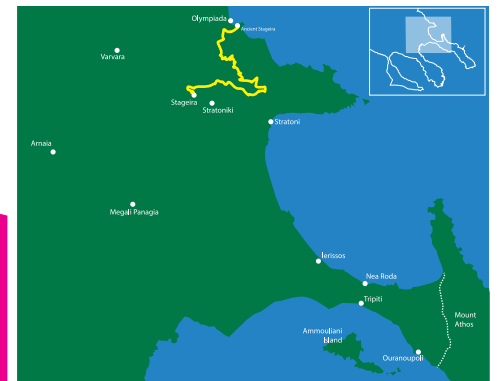 Olympiada
Ancient Stageira
Varvara
Stageira
Stratoniki
Stratoni
Arnaia
Megali Panagia
Ierissos
Nea Roda
Tripiti
Mount
Athos
Ammouliani
Island
Ouranoupoli